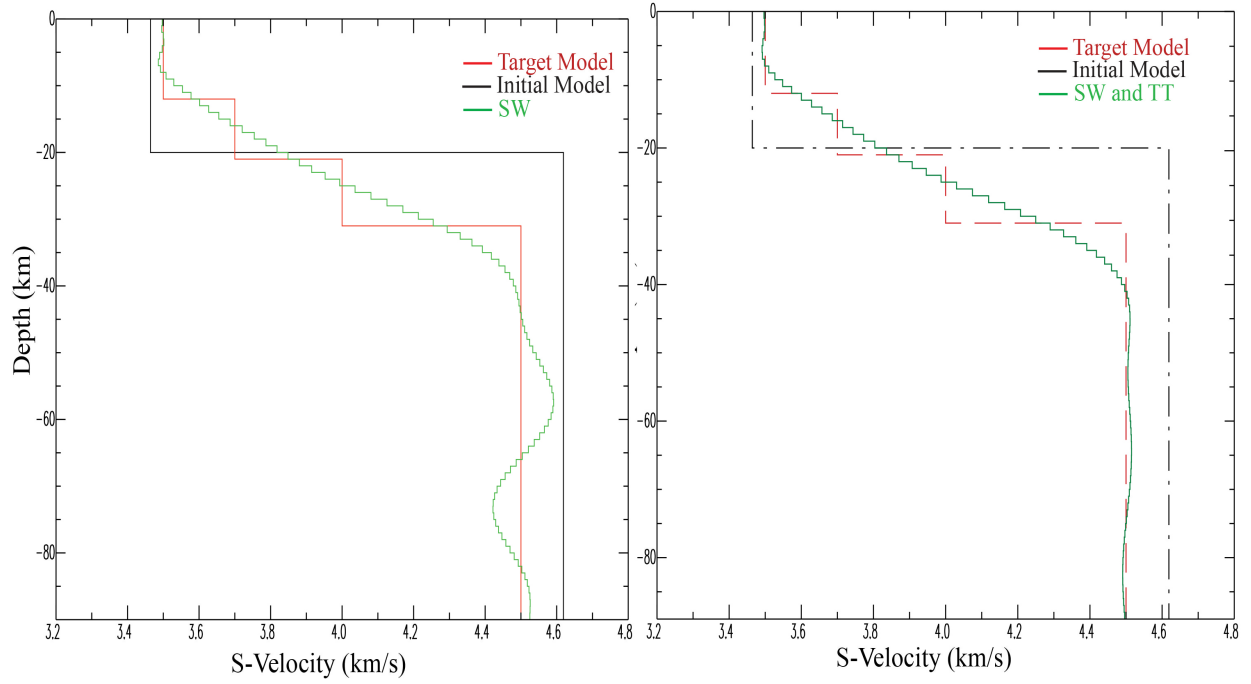 0
-20
-40
-60
-80
3.2 3.4 3.6 3.8 4.0 4.2 4.4 4.6 4.8
Depth (km)
S-Velocity (km/s)
Target Model
Initial Model
SW
0
-20
-40
-60
-80
3.2 3.4 3.6 3.8 4.0 4.2 4.4 4.6 4.8
S-Velocity (km/s)
Target Model
Initial Model
SW and TT